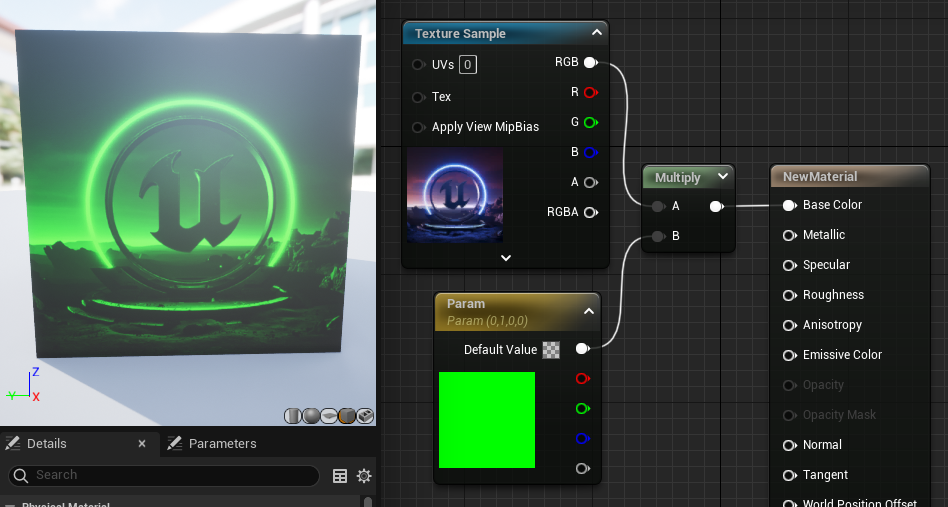 Texture Sample
UVs 0
RGB
Tex
R
Apply View MipBias
G
B
A
RGBA
Multiply
A
B
NewMaterial
Base Color
Metallic
Specular
Roughness
Anisotropy
Emissive Color
Opacity
Opacity Mask
Normal
Tangent
World Position Offset
Param
Param (0,1,0,0)
Default Value
Z
Y
X
Details
Parameters
Search
Physical Material